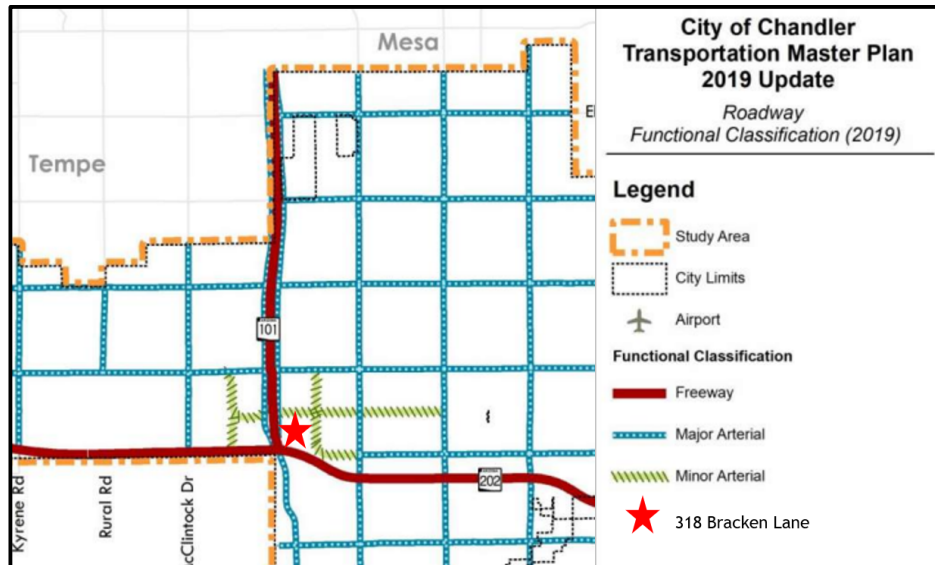 Mesa
Tempe
101
202
Kyrene Rd
Rural Rd
cClintock Dr
City of Chandler
Transportation Master Plan
2019 Update
Roadway
Functional Classification (2019)
Legend
Study Area
City Limits
Airport
Functional Classification
Freeway
Major Arterial
Minor Arterial
318 Bracken Lane